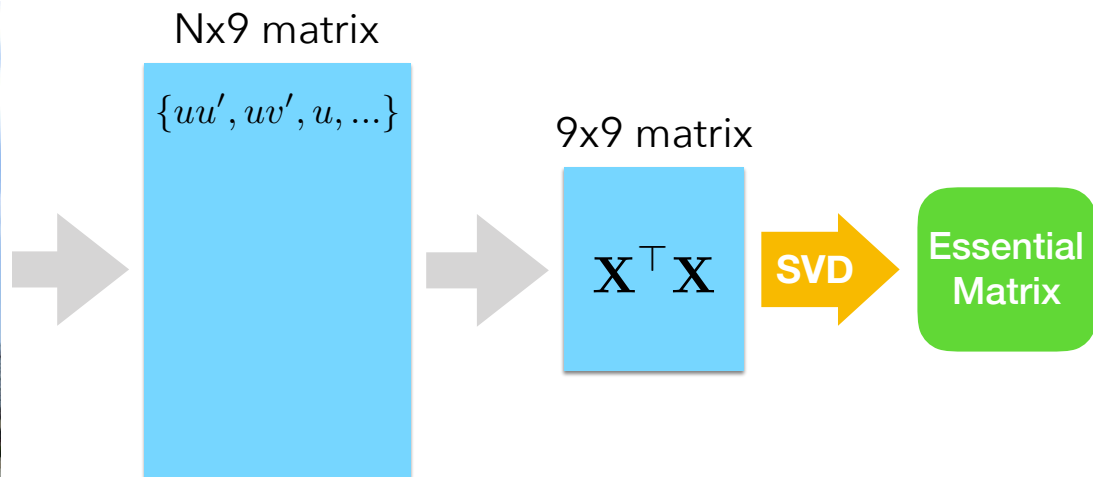 Nx9 matrix
{uu′, uv′, u, ...}
9x9 matrix
X⊤X
SVD
Essential
Matrix